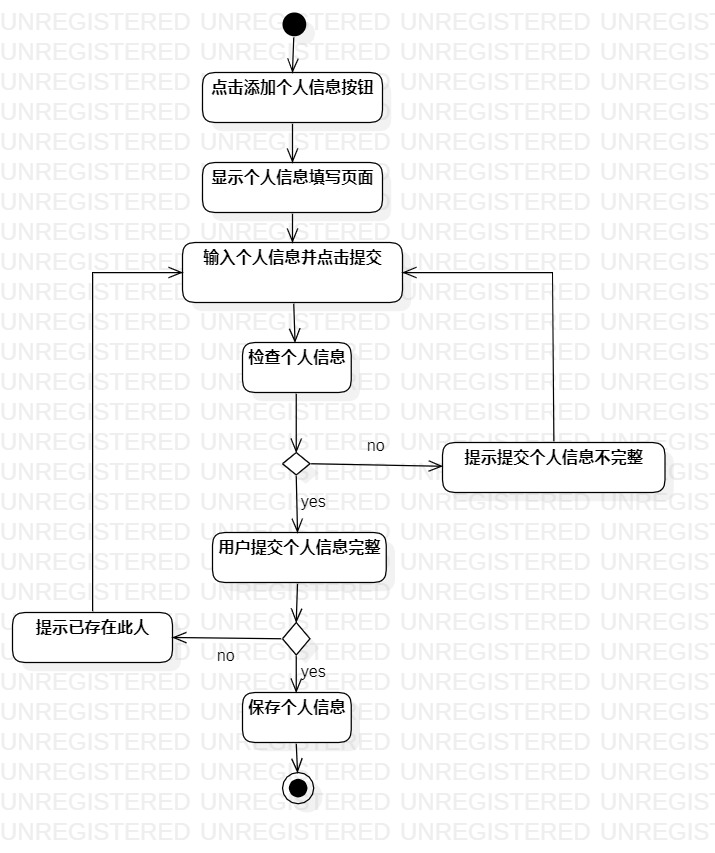 点击添加个人信息按钮
显示个人信息填写页面
输入个人信息并点击提交
检查个人信息
no
提示提交个人信息不完整
yes
用户提交个人信息完整
提示已存在此人
no
yes
保存个人信息
UNREGISTERED